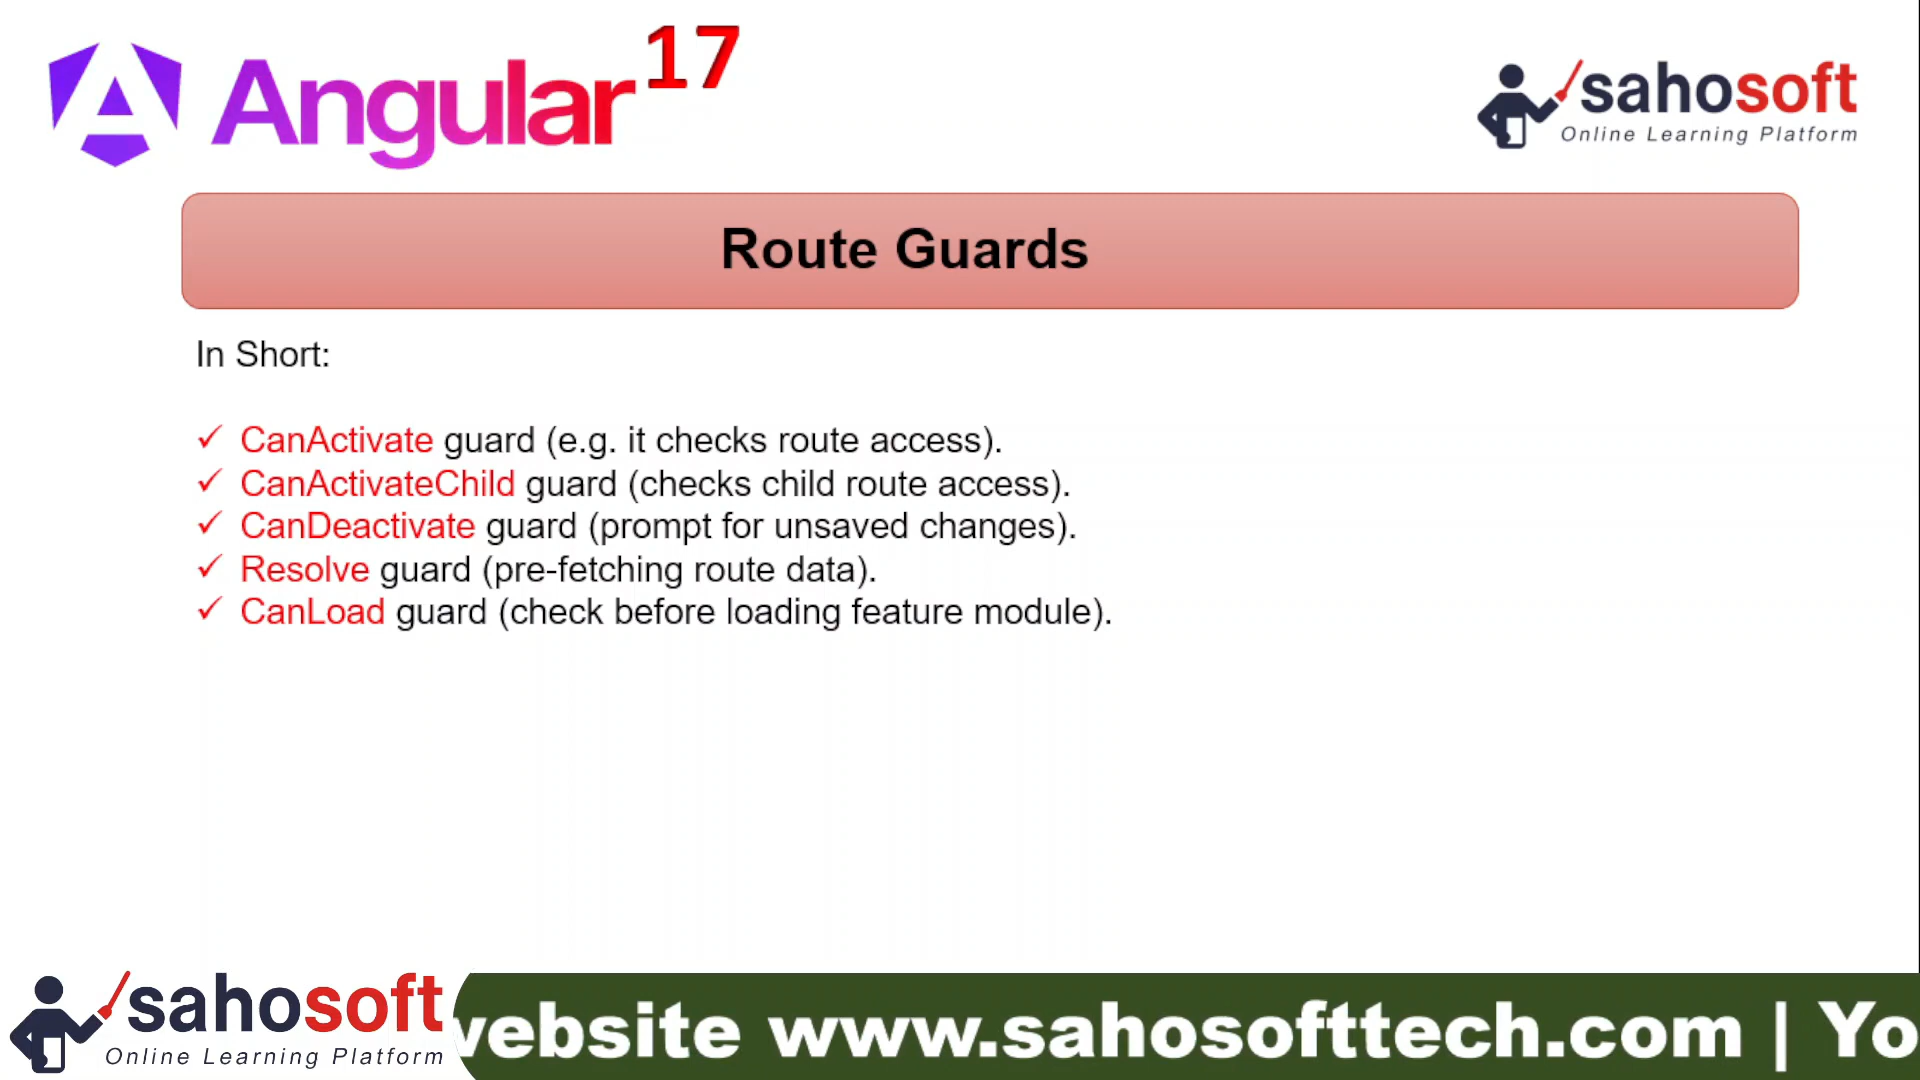 Angular 17
sahosoft
Online Learning Platform
Route Guards
In Short:
✓ CanActivate guard (e.g. it checks route access).
✓ CanActivateChild guard (checks child route access).
✓ CanDeactivate guard (prompt for unsaved changes).
✓ Resolve guard (pre-fetching route data).
✓ CanLoad guard (check before loading feature module).
sahosoft
Online Learning Platform
website www.sahosofttech.com | Yo